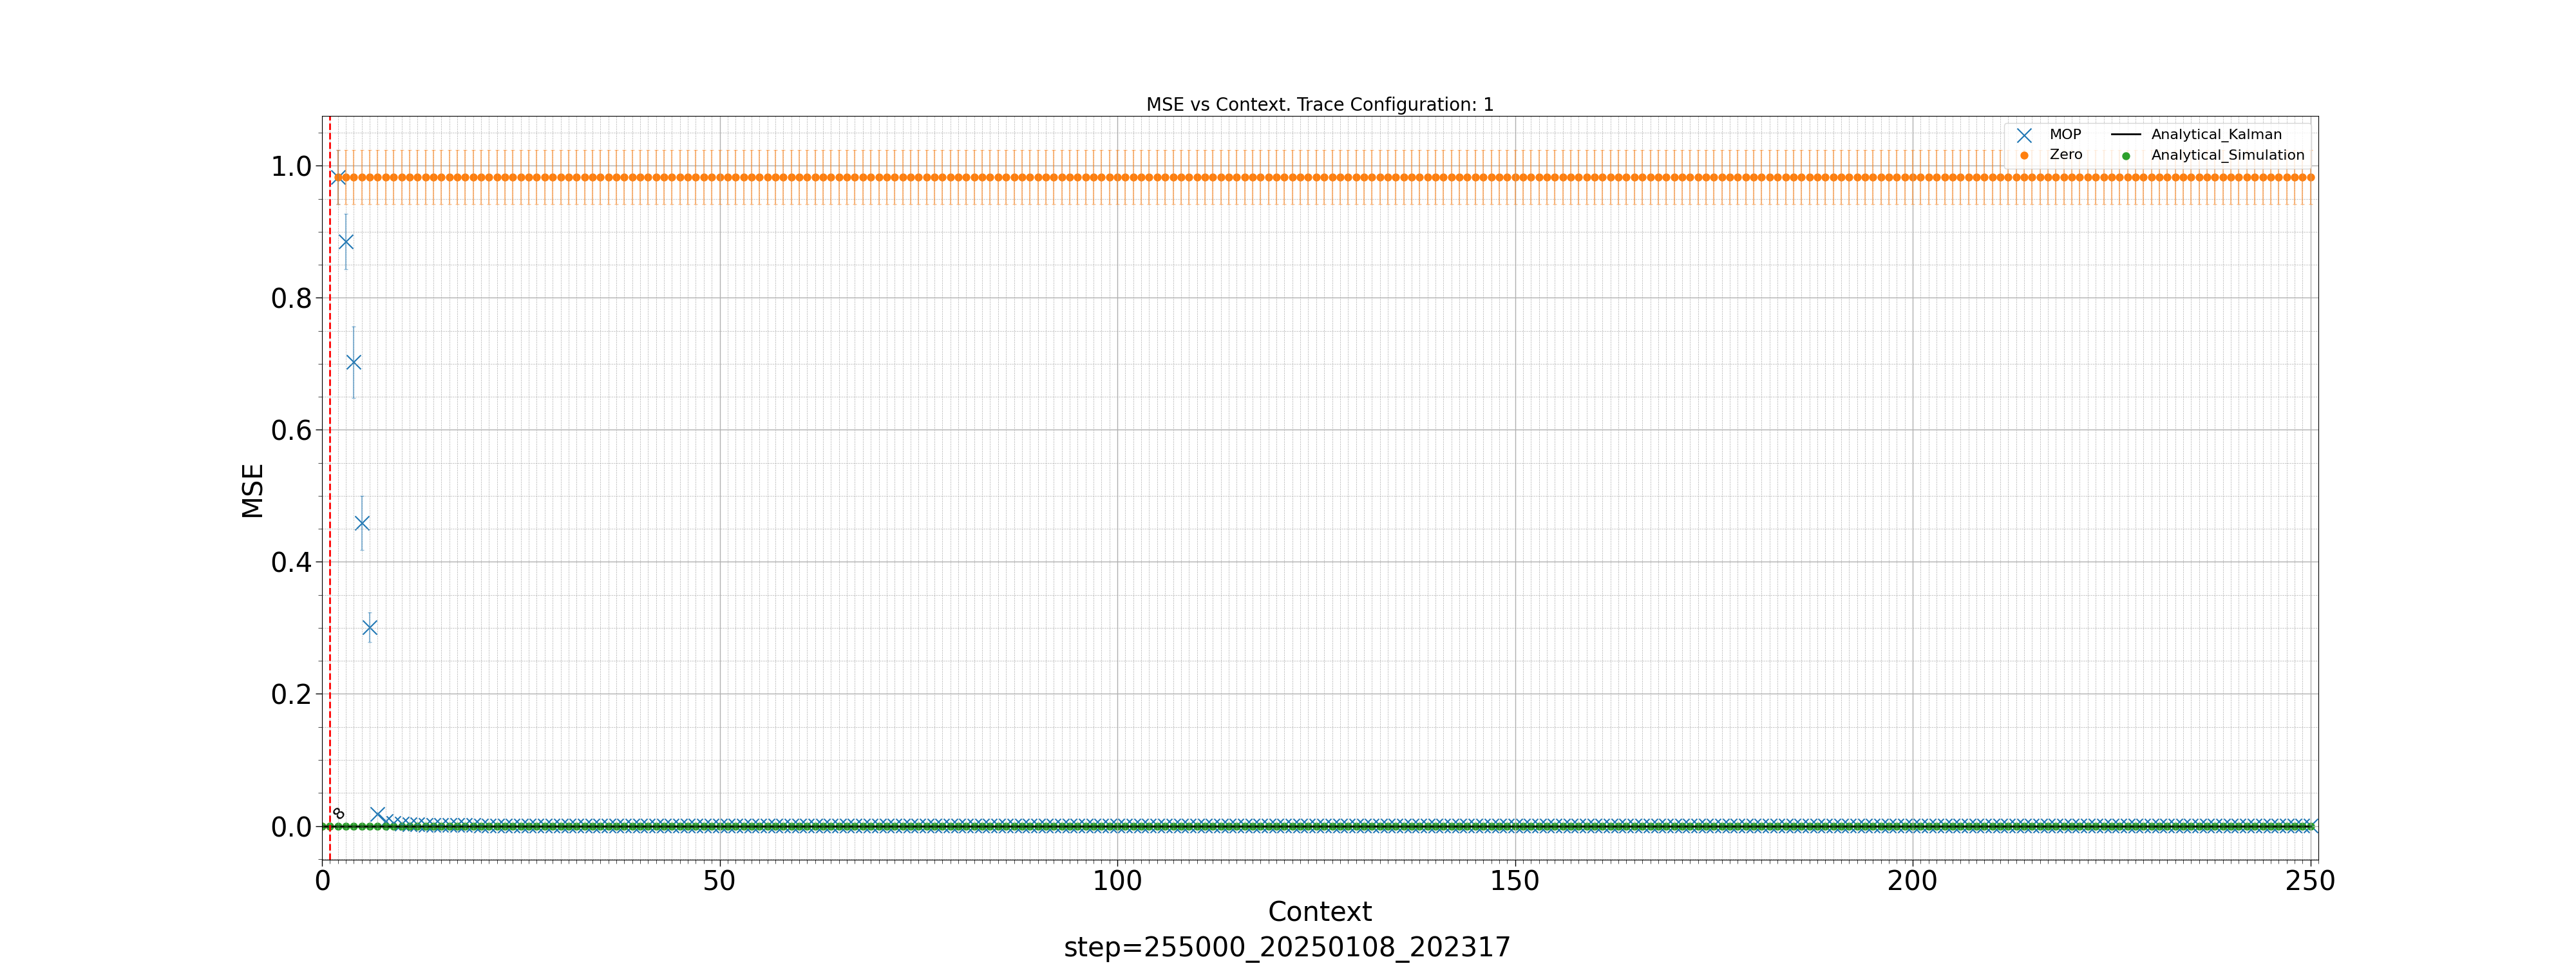 MSE vs Context. Trace Configuration: 1
MOP
Zero
Analytical_Kalman
Analytical_Simulation
1.0
0.8
0.6
0.4
0.2
0.0
MSE
8
0 50 100 150 200 250
Context
step=255000_20250108_202317